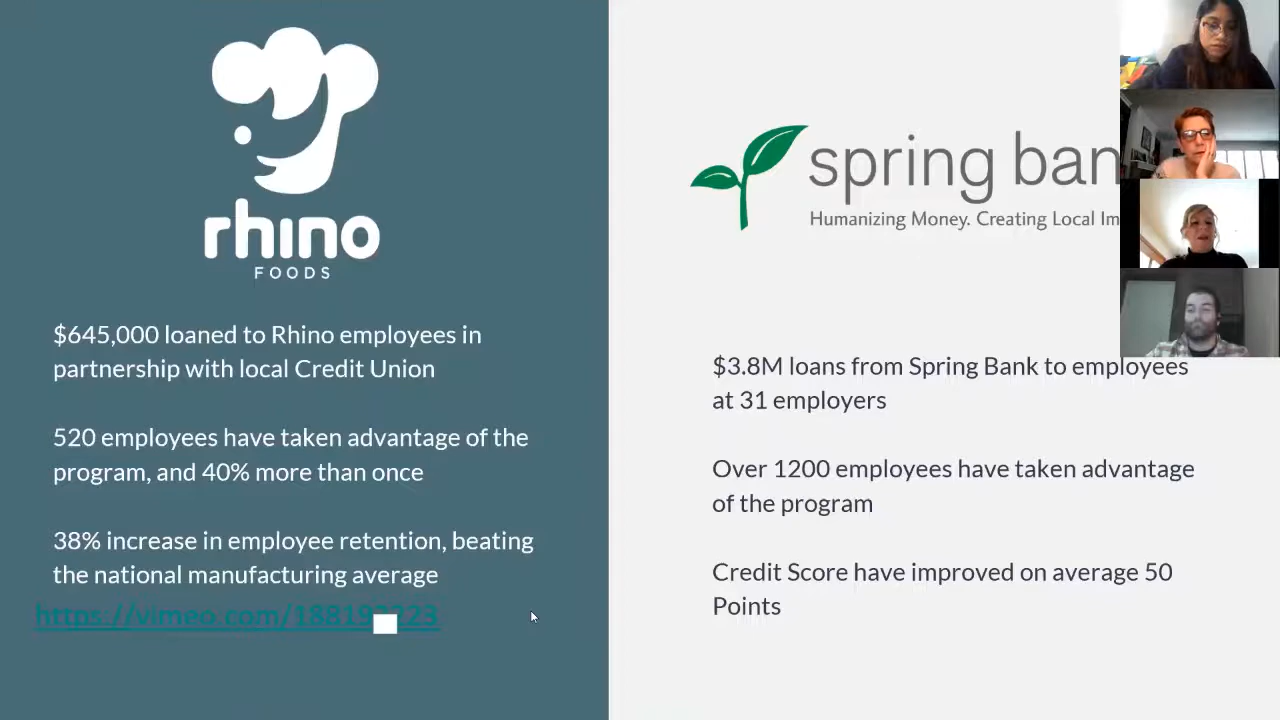 rhino
FOODS
$645,000 loaned to Rhino employees in
partnership with local Credit Union
520 employees have taken advantage of the
program, and 40% more than once
38% increase in employee retention, beating
the national manufacturing average
spring ban
Humanizing Money. Creating Local Im
$3.8M loans from Spring Bank to employees
at 31 employers
Over 1200 employees have taken advantage
of the program
Credit Score have improved on average 50
Points